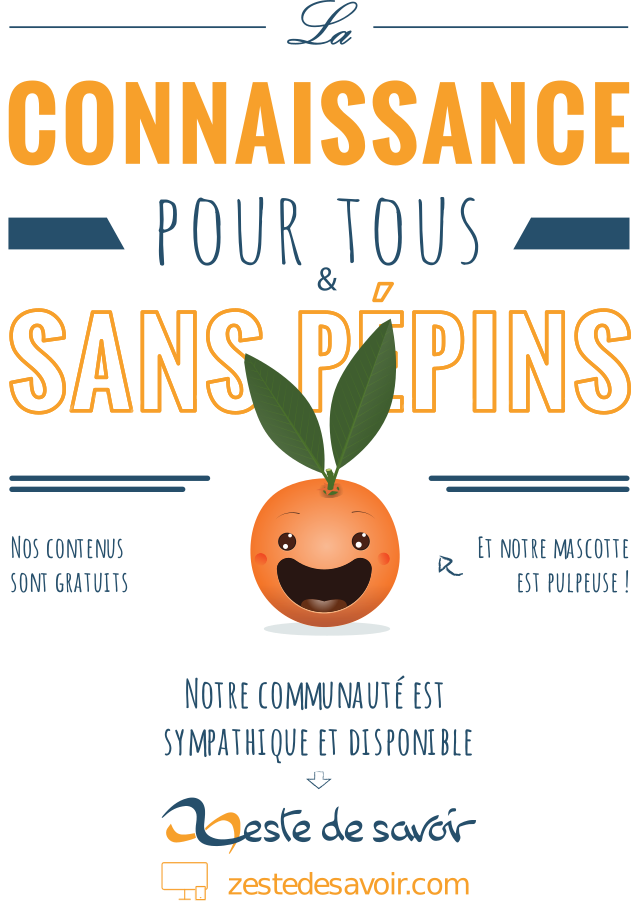 La
CONNAISSANCE
POUR TOUS
&
SANS PÉPINS
Nos contenus
sont gratuits
Et notre mascotte
est pulpeuse !
Notre communauté est
sympathique et disponible
Zeste de savoir
zestedesavoir.com